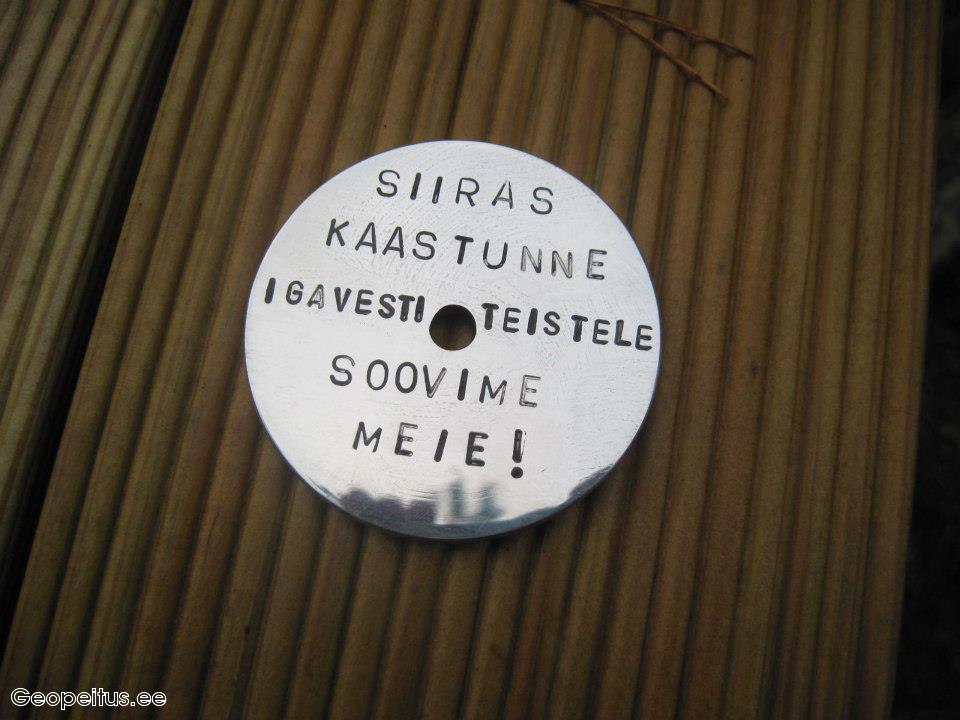 SIIRAS
KAASTUNNE
IGAVESTI TEISTELE
SOOVIME
MEIE!
Geopeitus.ee